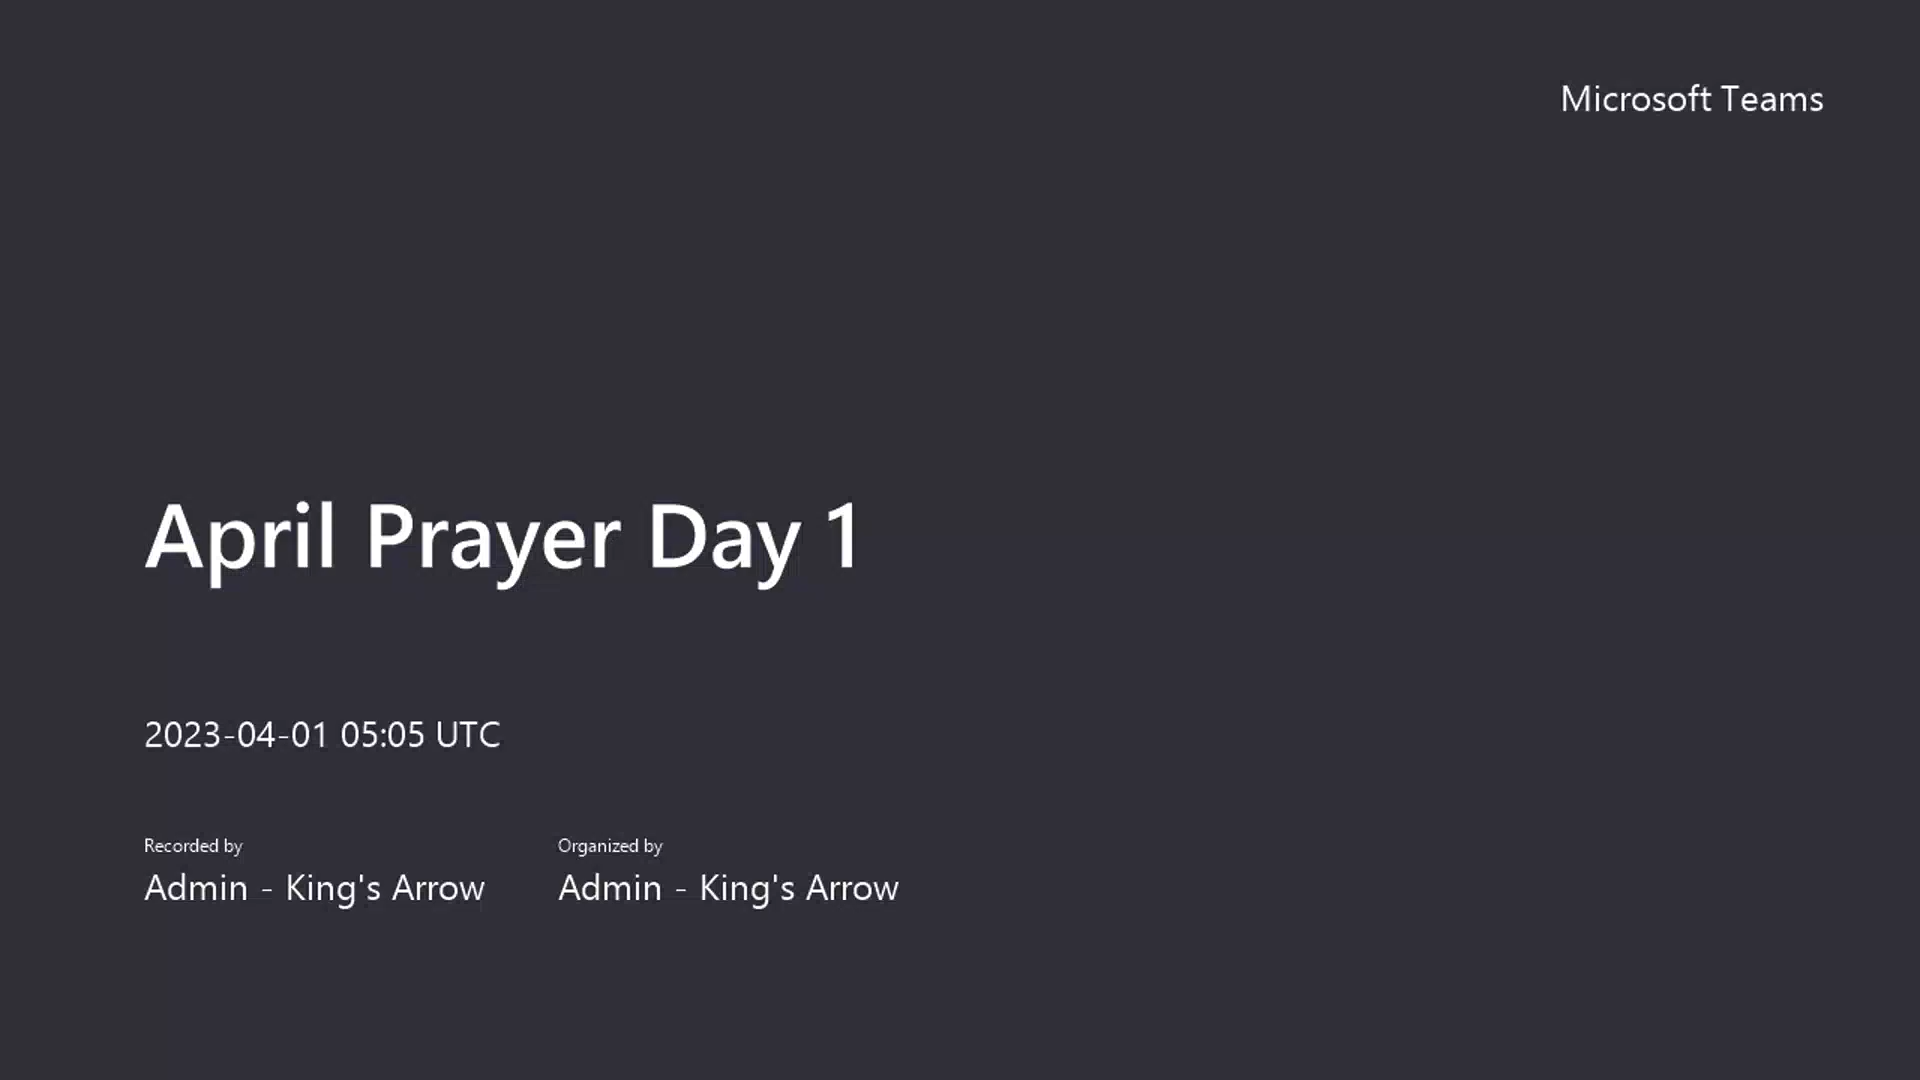 Microsoft Teams
April Prayer Day 1
2023-04-01 05:05 UTC
Recorded by
Admin - King's Arrow
Organized by
Admin - King's Arrow